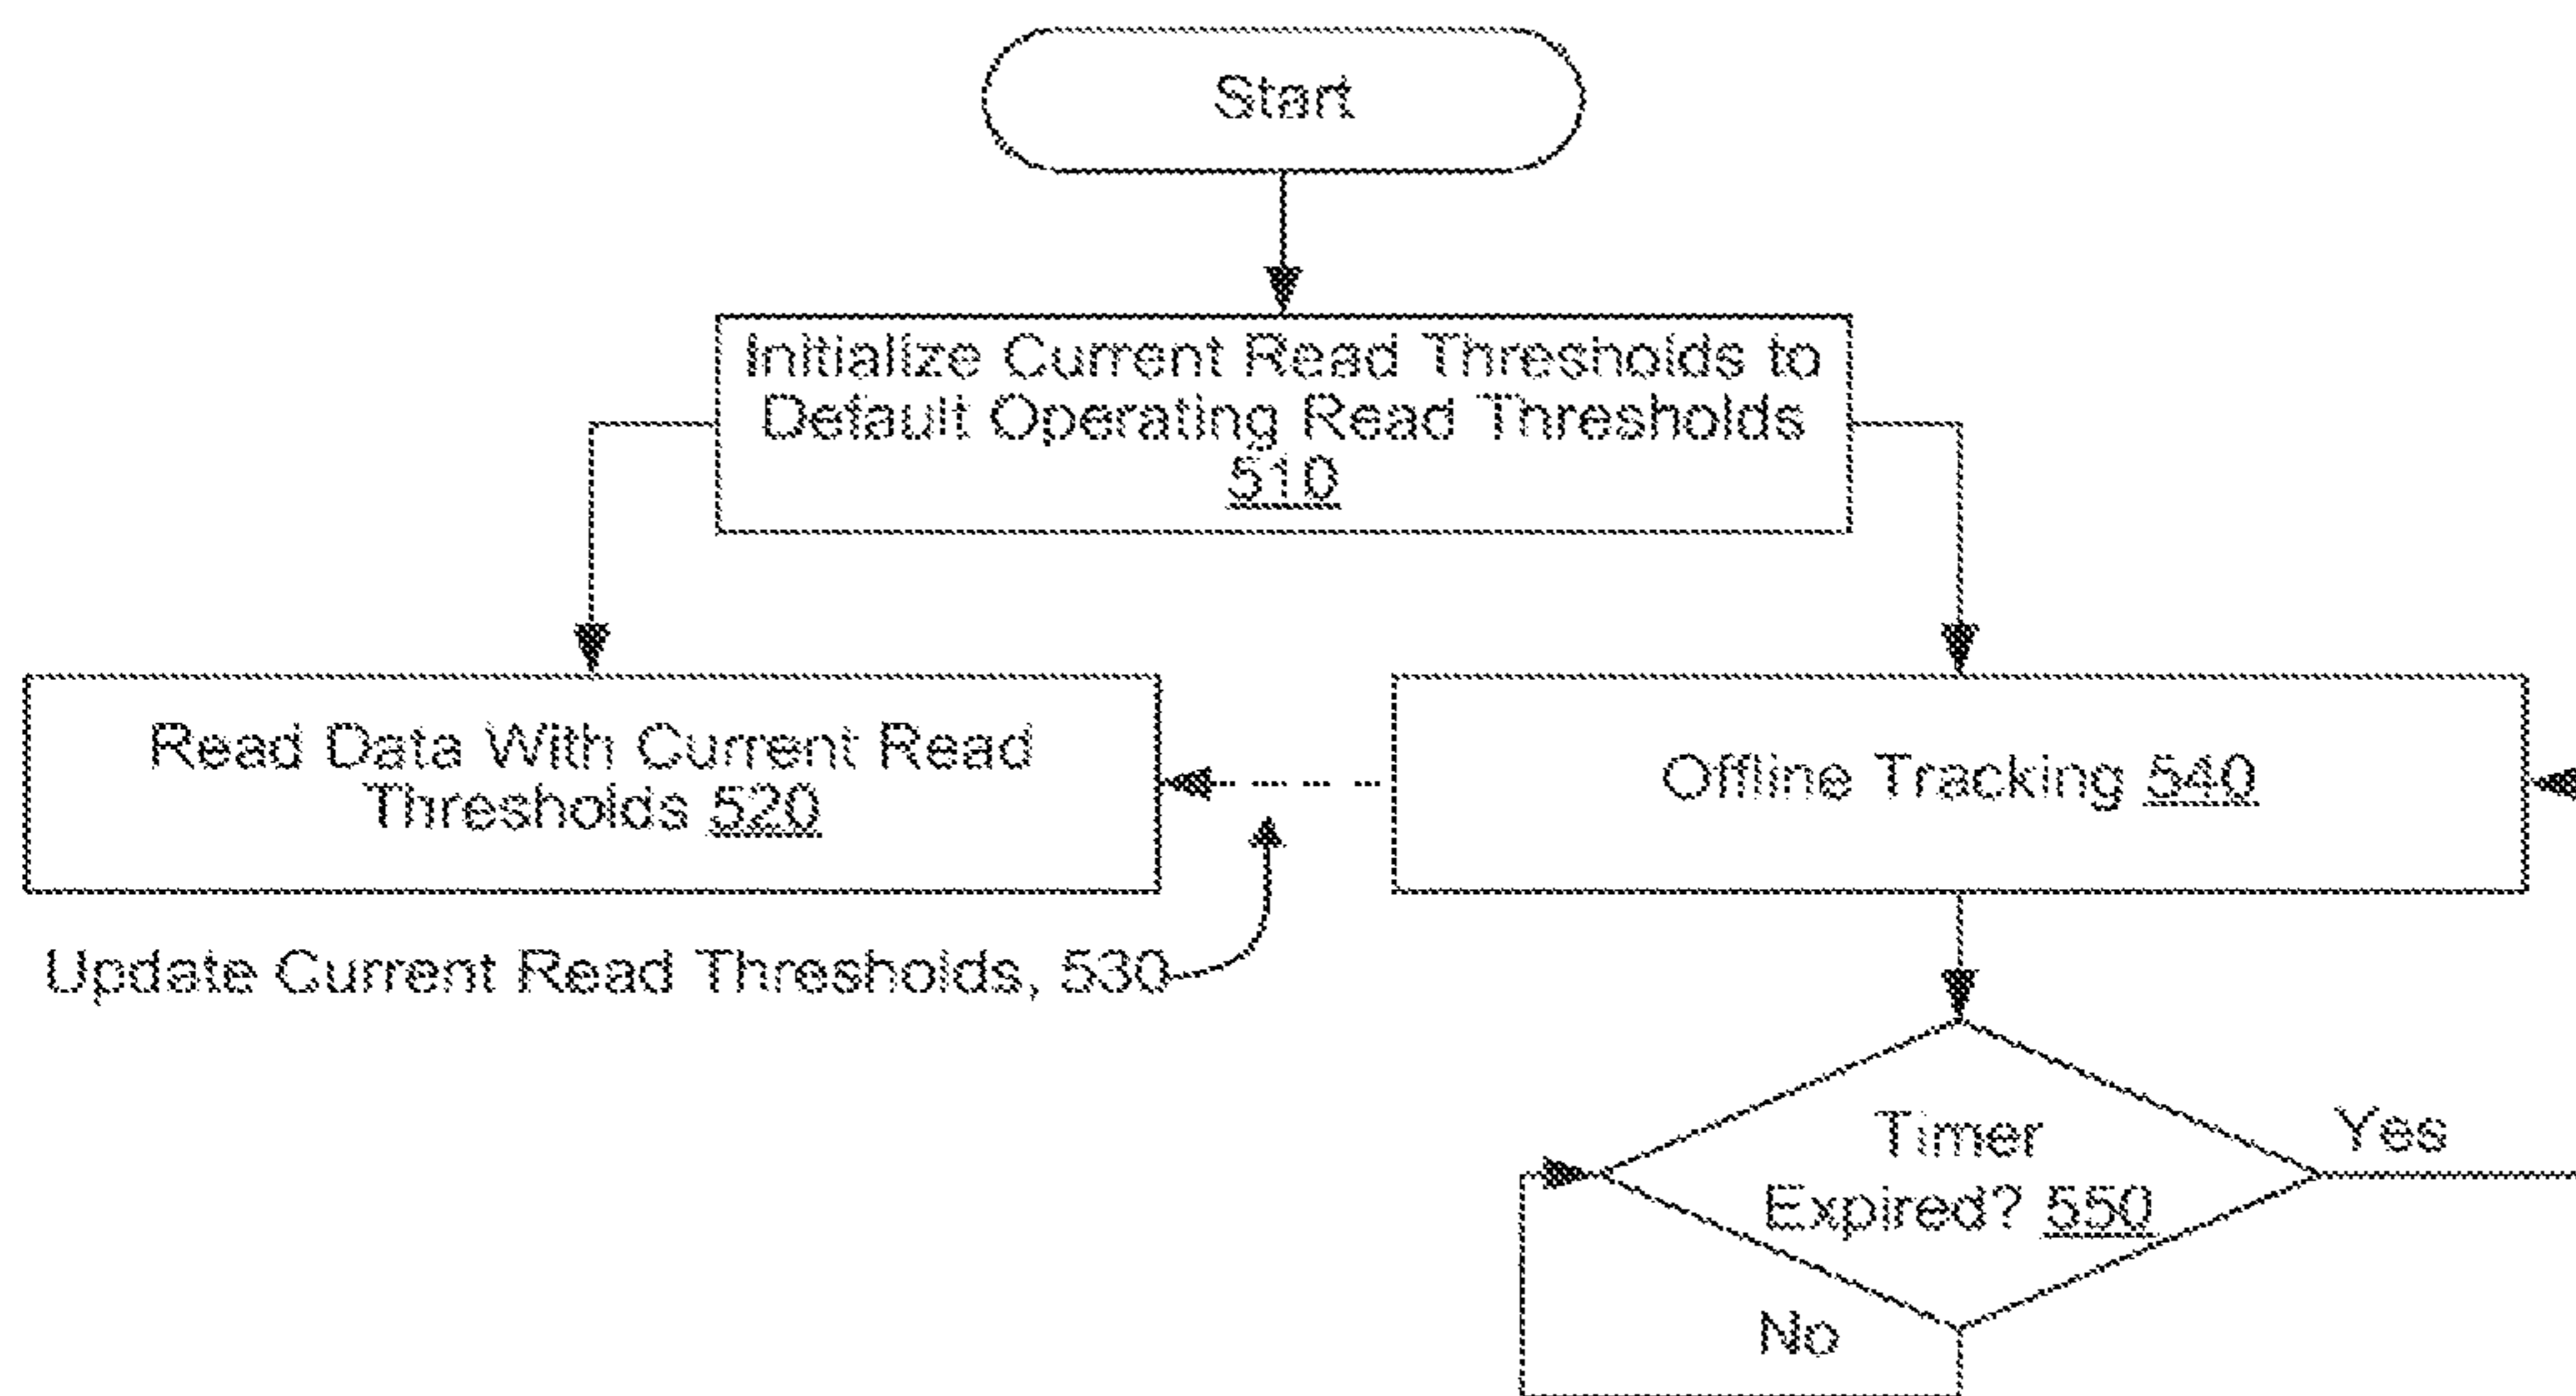 Start
Initialize Current Read Thresholds to
Default Operating Read Thresholds
510
Read Data With Current Read
Thresholds 520
Offline Tracking 540
Update Current Read Thresholds, 530
Timer
Expired? 550
Yes
No